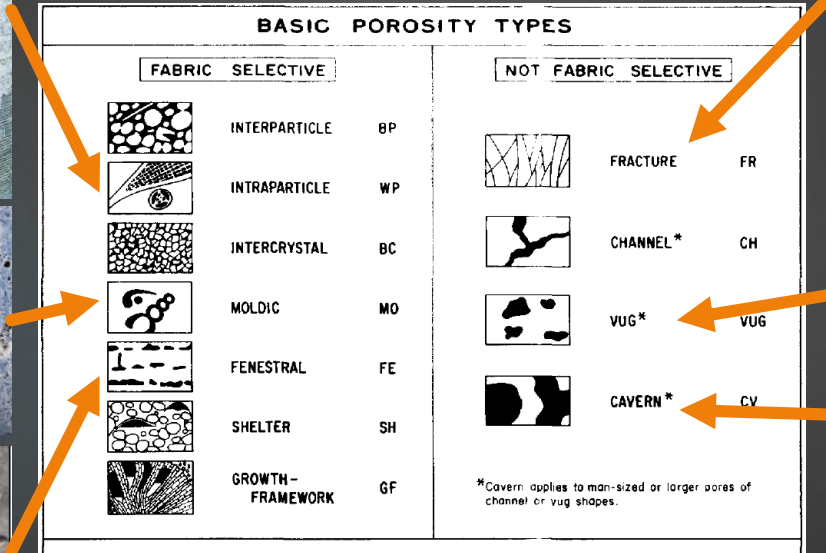 BASIC POROSITY TYPES
FABRIC SELECTIVE
INTERPARTICLE BP
INTRAPARTICLE WP
INTERCRYSTAL BC
MOLDIC MO
FENESTRAL FE
SHELTER SH
GROWTH-
FRAMEWORK GF
NOT FABRIC SELECTIVE
FRACTURE FR
CHANNEL* CH
VUG* VUG
CAVERN* CV
*Cavern applies to man-sized or larger pores of
channel or vug shapes.